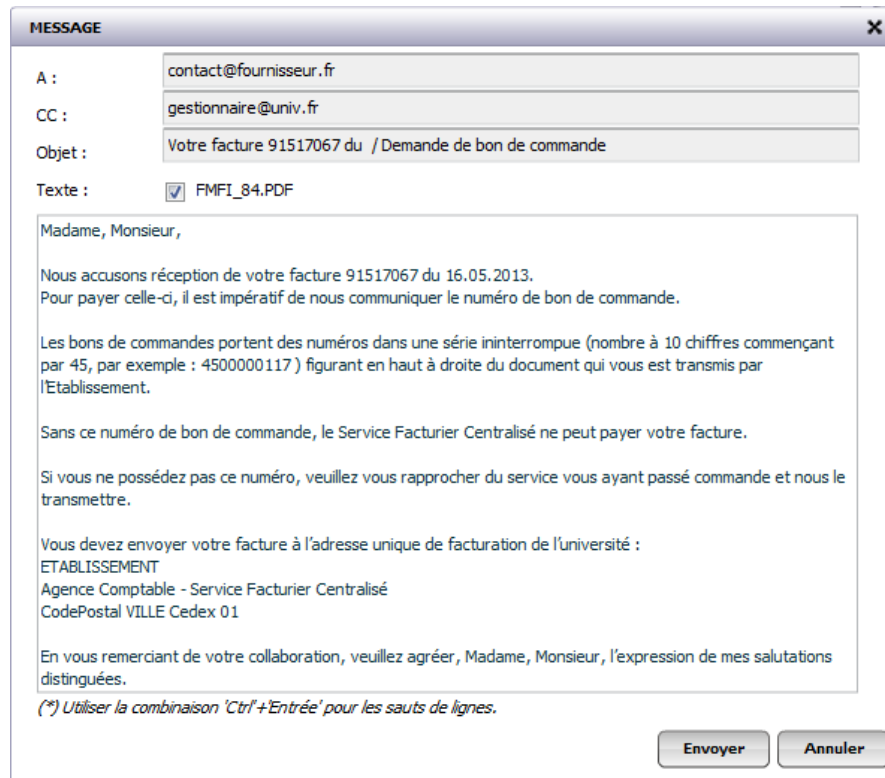 MESSAGE
A :
contact@fournisseur.fr
CC :
gestionnaire@univ.fr
Objet :
Votre facture 91517067 du  / Demande de bon de commande
Texte :
FMFI_84.PDF
Madame, Monsieur,
Nous accusons réception de votre facture 91517067 du 16.05.2013.
Pour payer celle-ci, il est impératif de nous communiquer le numéro de bon de commande.
Les bons de commandes portent des numéros dans une série ininterrompue (nombre à 10 chiffres commençant
par 45, par exemple : 4500000117 ) figurant en haut à droite du document qui vous est transmis par
l'Etablissement.
Sans ce numéro de bon de commande, le Service Facturier Centralisé ne peut payer votre facture.
Si vous ne possédez pas ce numéro, veuillez vous rapprocher du service vous ayant passé commande et nous le
transmettre.
Vous devez envoyer votre facture à l'adresse unique de facturation de l'université :
ETABLISSEMENT
Agence Comptable - Service Facturier Centralisé
CodePostal VILLE Cedex 01
En vous remerciant de votre collaboration, veuillez agréer, Madame, Monsieur, l'expression de mes salutations
distinguées.
(*) Utiliser la combinaison 'Ctrl'+'Entrée' pour les sauts de lignes.
Envoyer
Annuler